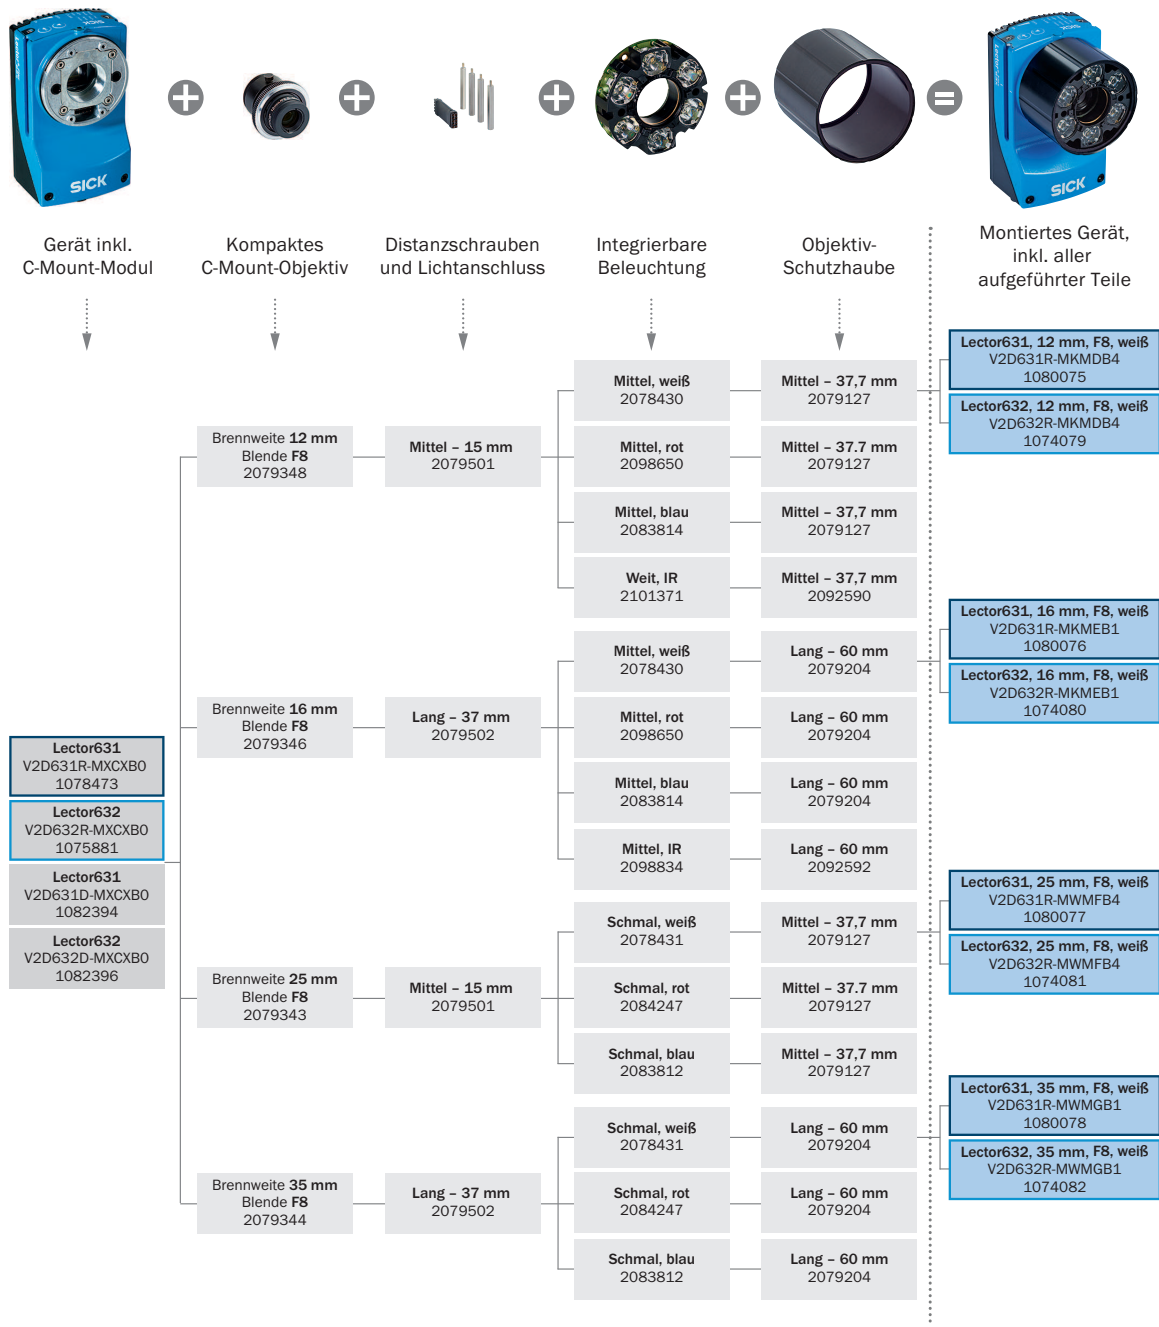 SICK
SICK
Gerät inkl.
C-Mount-Modul
Kompaktes
C-Mount-Objektiv
Distanzschrauben
und Lichtanschluss
Integrierbare
Beleuchtung
Objektiv-
Schutzhaube
Montiertes Gerät,
inkl. aller
aufgeführter Teile
Lector631
V2D631R-MXCXB0
1078473
Lector632
V2D632R-MXCXB0
1075881
Lector631
V2D631D-MXCXB0
1082394
Lector632
V2D632D-MXCXB0
1082396
Brennweite 12 mm
Blende F8
2079348
Mittel – 15 mm
2079501
Mittel, weiß
2078430
Mittel – 37,7 mm
2079127
Mittel, rot
2098650
Mittel – 37.7 mm
2079127
Mittel, blau
2083814
Mittel – 37,7 mm
2079127
Weit, IR
2101371
Mittel – 37,7 mm
2092590
Lector631, 12 mm, F8, weiß
V2D631R-MKMDB4
1080075
Lector632, 12 mm, F8, weiß
V2D632R-MKMDB4
1074079
Brennweite 16 mm
Blende F8
2079346
Lang – 37 mm
2079502
Mittel, weiß
2078430
Lang – 60 mm
2079204
Mittel, rot
2098650
Lang – 60 mm
2079204
Mittel, blau
2083814
Lang – 60 mm
2079204
Mittel, IR
2098834
Lang – 60 mm
2092592
Lector631, 16 mm, F8, weiß
V2D631R-MKMEB1
1080076
Lector632, 16 mm, F8, weiß
V2D632R-MKMEB1
1074080
Brennweite 25 mm
Blende F8
2079343
Mittel – 15 mm
2079501
Schmal, weiß
2078431
Mittel – 37,7 mm
2079127
Schmal, rot
2084247
Mittel – 37.7 mm
2079127
Schmal, blau
2083812
Mittel – 37,7 mm
2079127
Lector631, 25 mm, F8, weiß
V2D631R-MWMFB4
1080077
Lector632, 25 mm, F8, weiß
V2D632R-MWMFB4
1074081
Brennweite 35 mm
Blende F8
2079344
Lang – 37 mm
2079502
Schmal, weiß
2078431
Lang – 60 mm
2079204
Schmal, rot
2084247
Lang – 60 mm
2079204
Schmal, blau
2083812
Lang – 60 mm
2079204
Lector631, 35 mm, F8, weiß
V2D631R-MWMGB1
1080078
Lector632, 35 mm, F8, weiß
V2D632R-MWMGB1
1074082